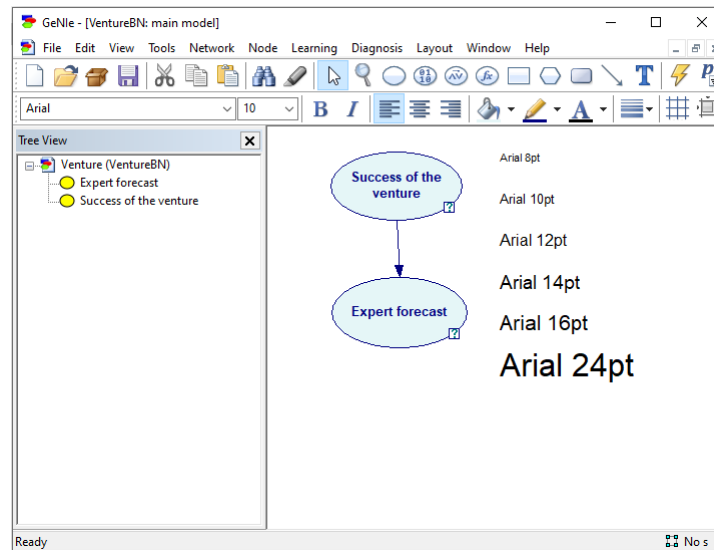 GeNIe - [VentureBN: main model]
File Edit View Tools Network Node Learning Diagnosis Layout Window Help
Arial 10 B I A
Tree View
Venture (VentureBN)
Expert forecast
Success of the venture
Success of the
venture
Expert forecast
Arial 8pt
Arial 10pt
Arial 12pt
Arial 14pt
Arial 16pt
Arial 24pt
Ready
No s